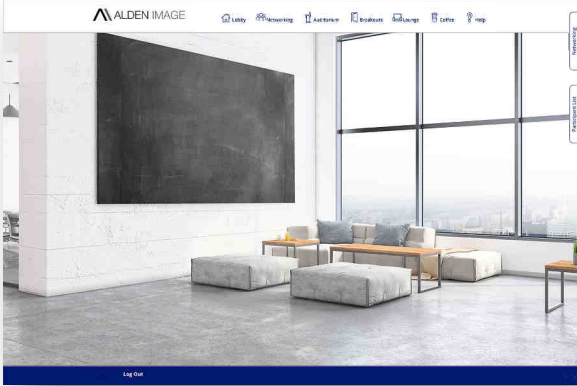 ALDEN IMAGE
Lobby Networking Auditorium Breakouts Lounge Coffee Help
Networking
Participant List
Log Out